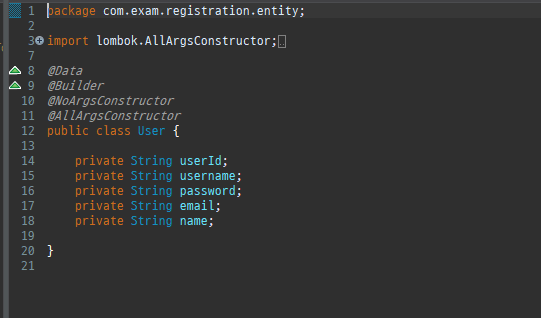 1 package com.exam.registration.entity;
2
3 import lombok.AllArgsConstructor;
7
8 @Data
9 @Builder
10 @NoArgsConstructor
11 @AllArgsConstructor
12 public class User {
13
14 private String userId;
15 private String username;
16 private String password;
17 private String email;
18 private String name;
19
20 }
21